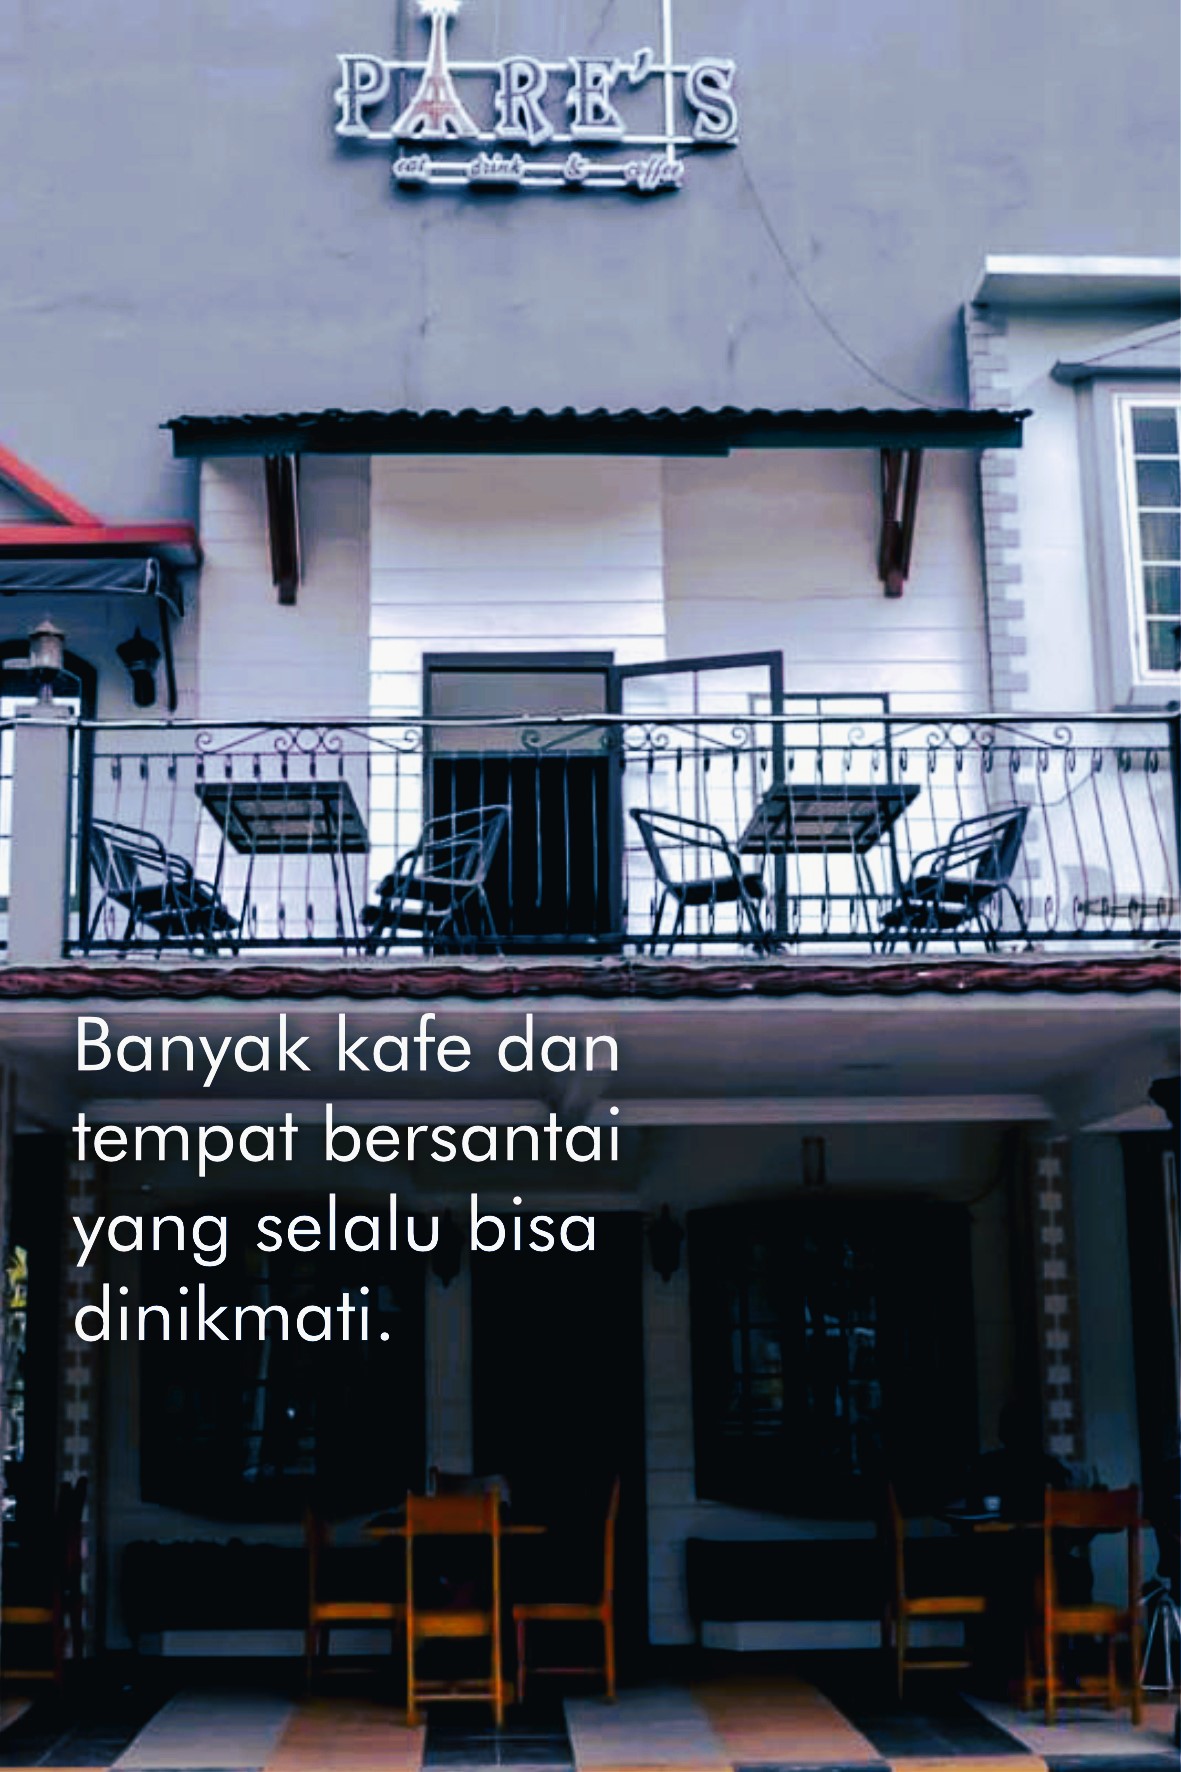 PARE'S
eat drink & coffee
Banyak kafe dan
tempat bersantai
yang selalu bisa
dinikmati.